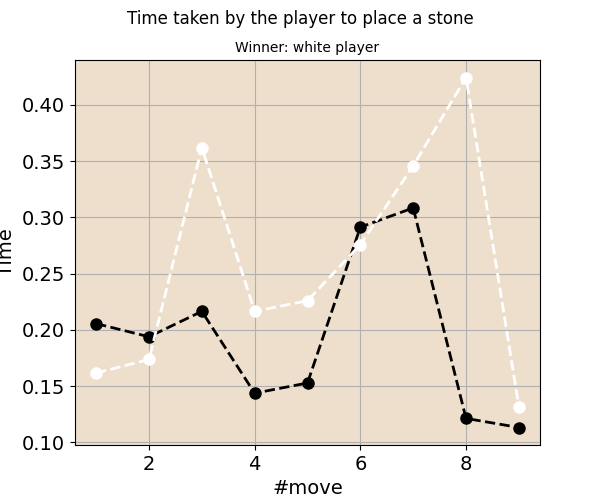 Time taken by the player to place a stone
Winner: white player
0.40
0.35
0.30
0.25
0.20
0.15
0.10
Time
2 4 6 8
#move